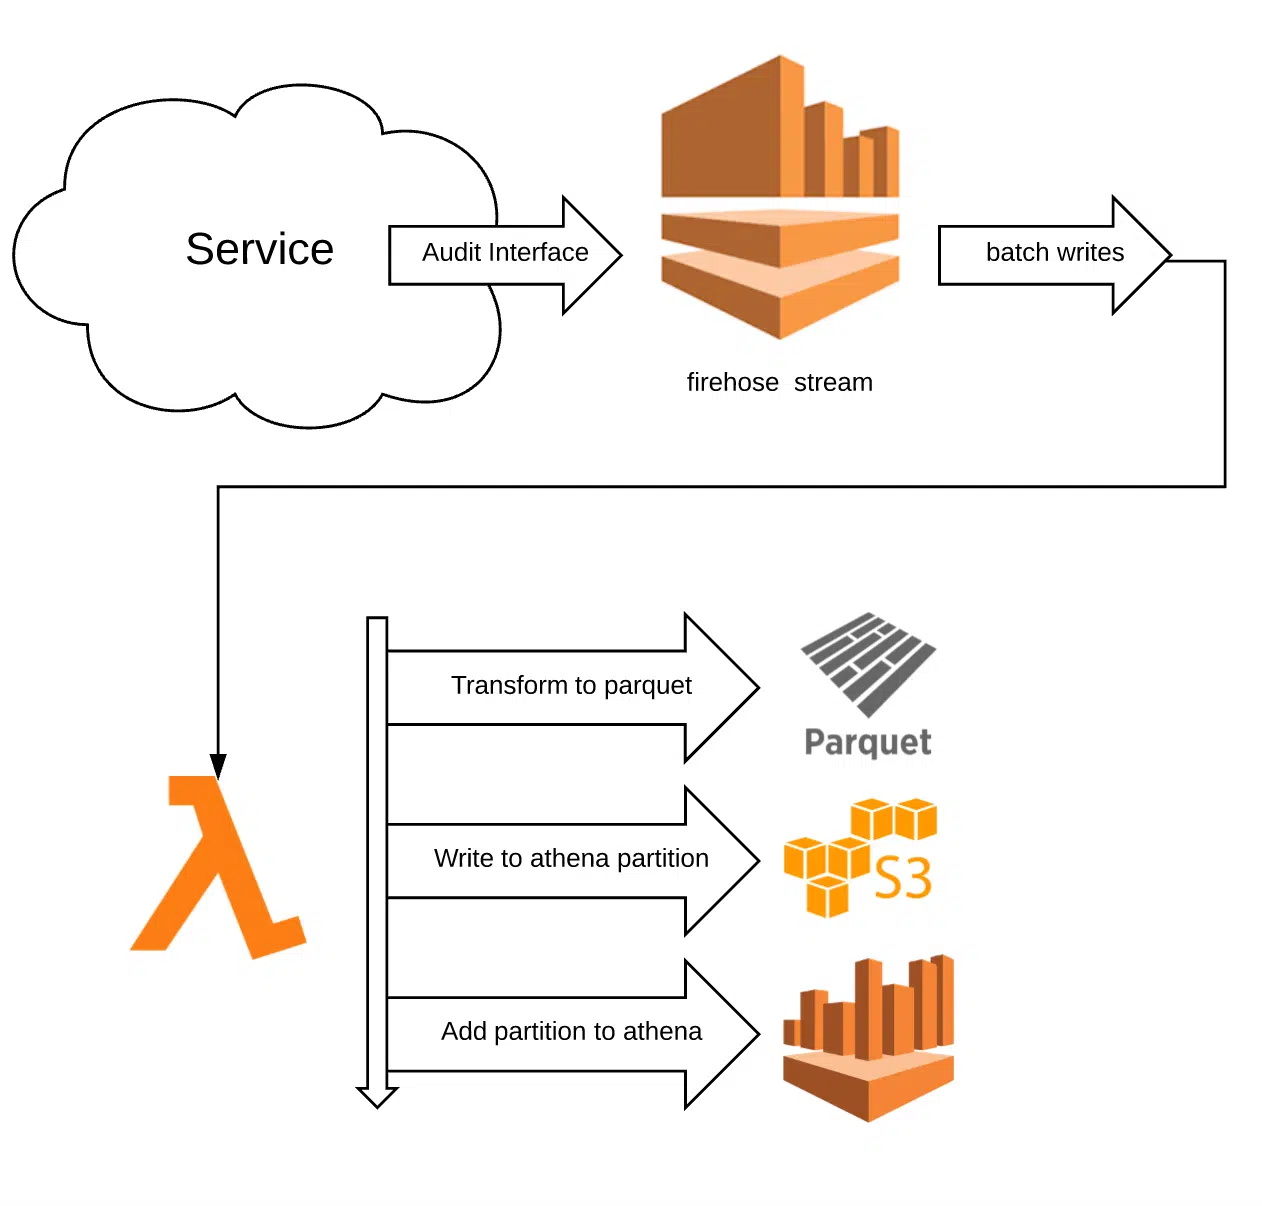 Service
Audit Interface
batch writes
firehose stream
Transform to parquet
Parquet
Write to athena partition
S3
Add partition to athena